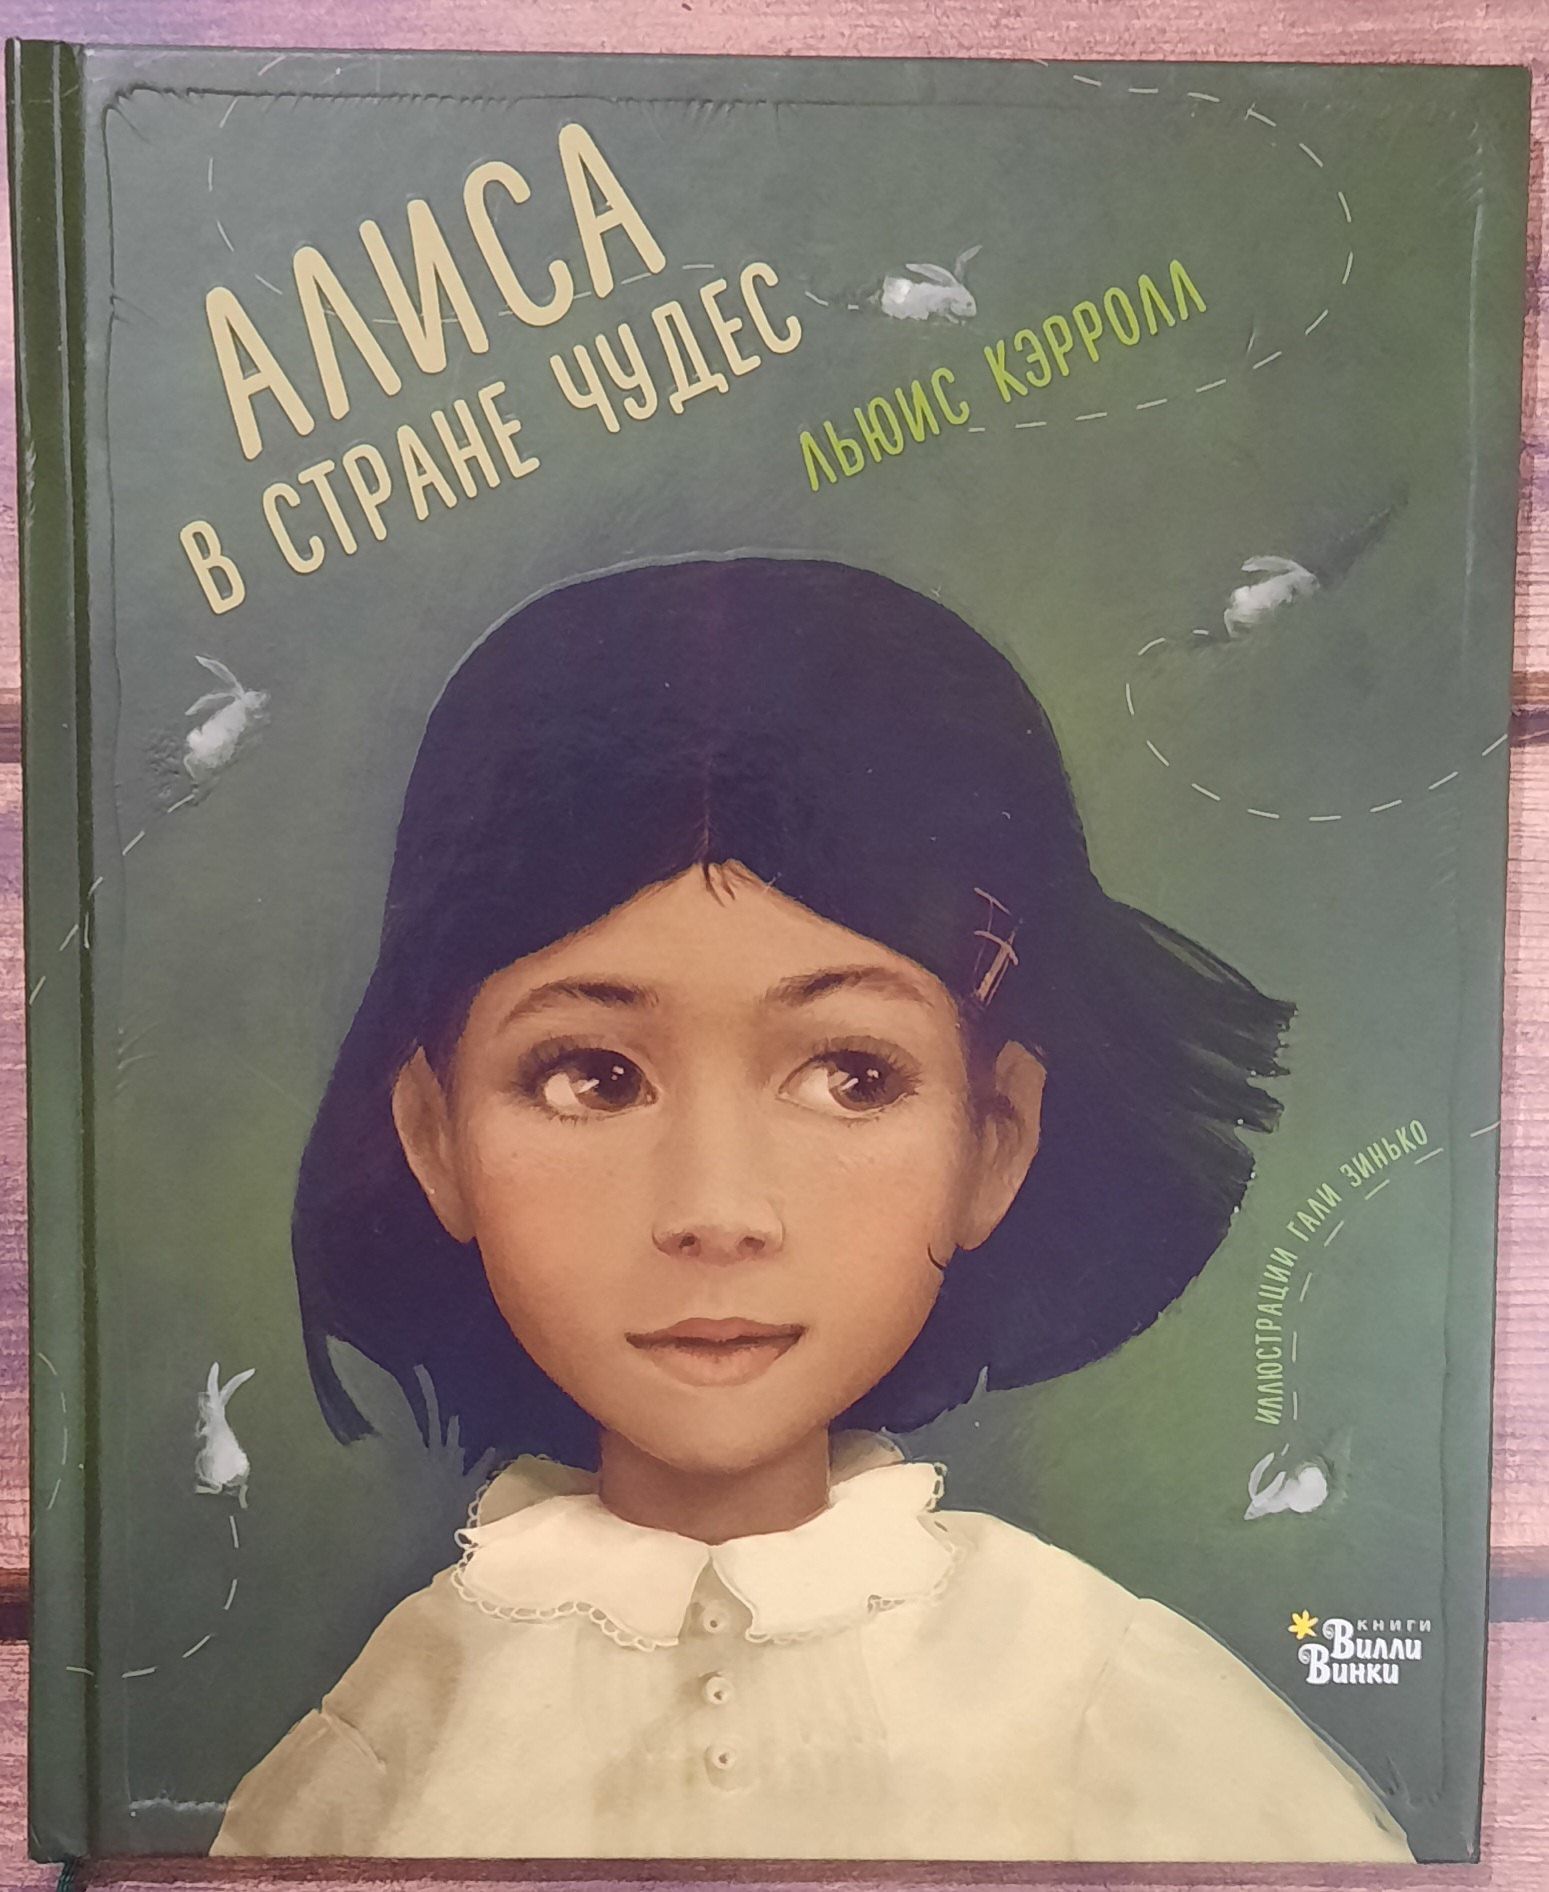 АЛИСА
В СТРАНЕ ЧУДЕС
ЛЬЮИС КЭРРОЛЛ
ИЛЛЮСТРАЦИИ ГАЛИ ЗИНЬКО
КНИГИ
Вилли
Винки